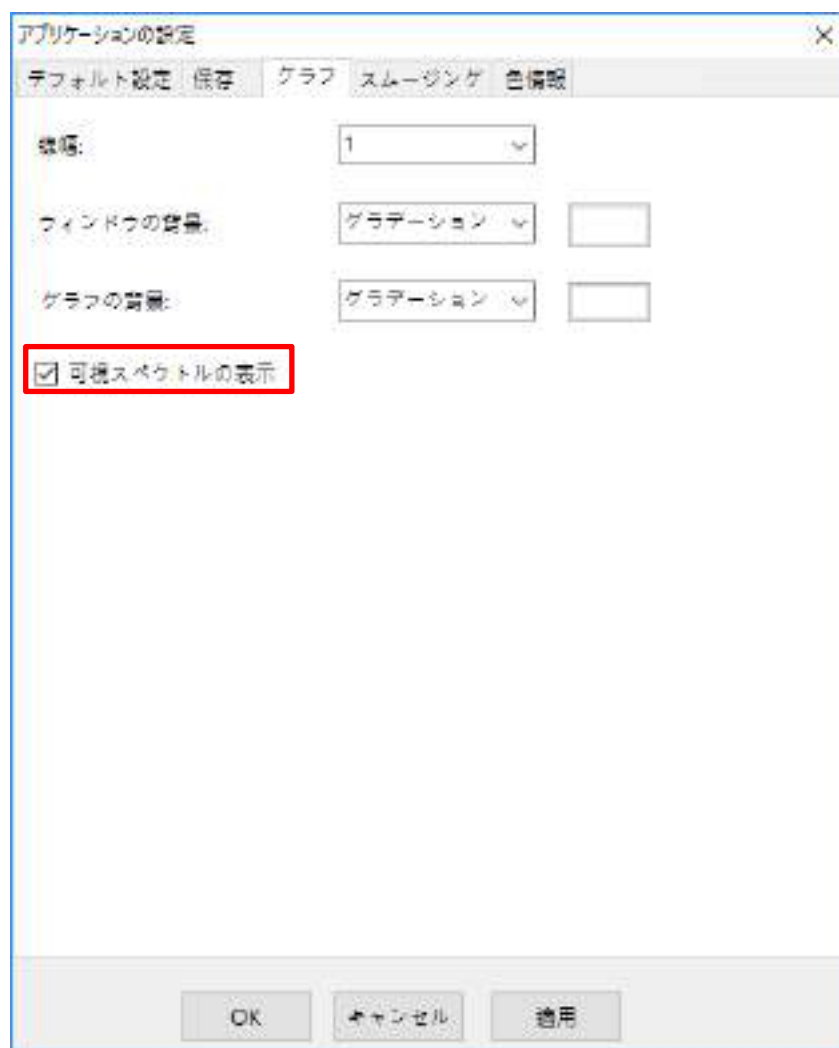 アプリケーションの設定
デフォルト設定 保存 グラフ スムージング 色情報
線幅: 1
ウィンドウの背景: グラデーション
グラフの背景: グラデーション
可視スペクトルの表示
OK キャンセル 適用